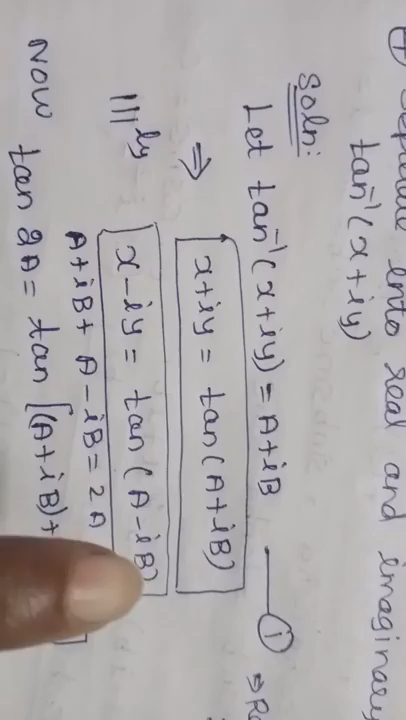 Separate into real and imaginary
tan⁻¹(x+iy)
Soln:
Let tan⁻¹(x+iy) = A+iB ——— ①
⇒ x+iy = tan(A+iB)
|||ly x-iy = tan(A-iB)
A+iB + A-iB = 2A
Now tan 2A = tan [(A+iB)+